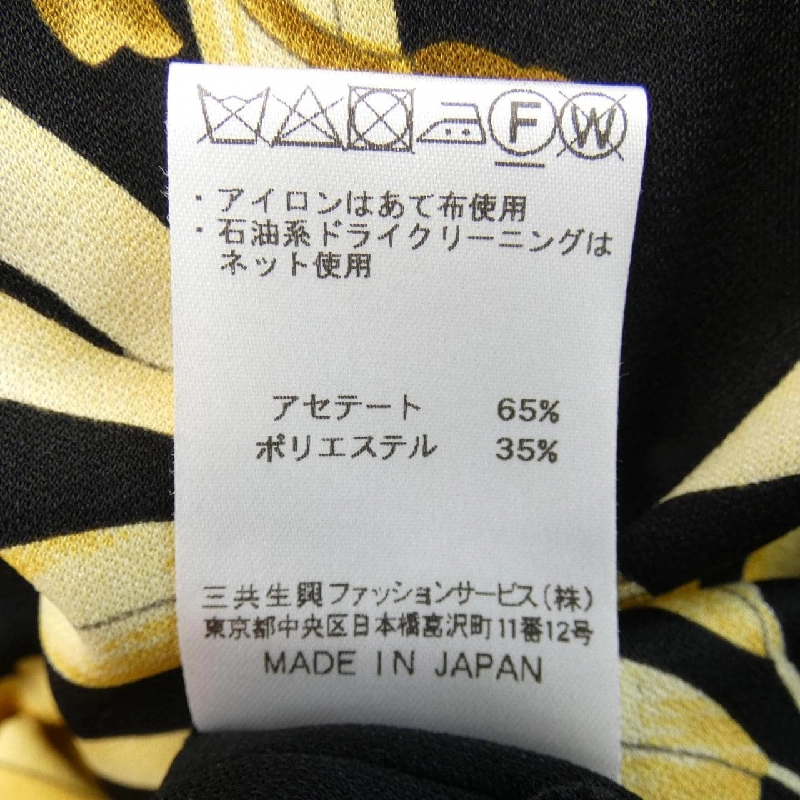 F W
・アイロンはあて布使用
・石油系ドライクリーニングは
ネット使用
アセテート 65%
ポリエステル 35%
三共生興ファッションサービス(株)
東京都中央区日本橋富沢町11番12号
MADE IN JAPAN